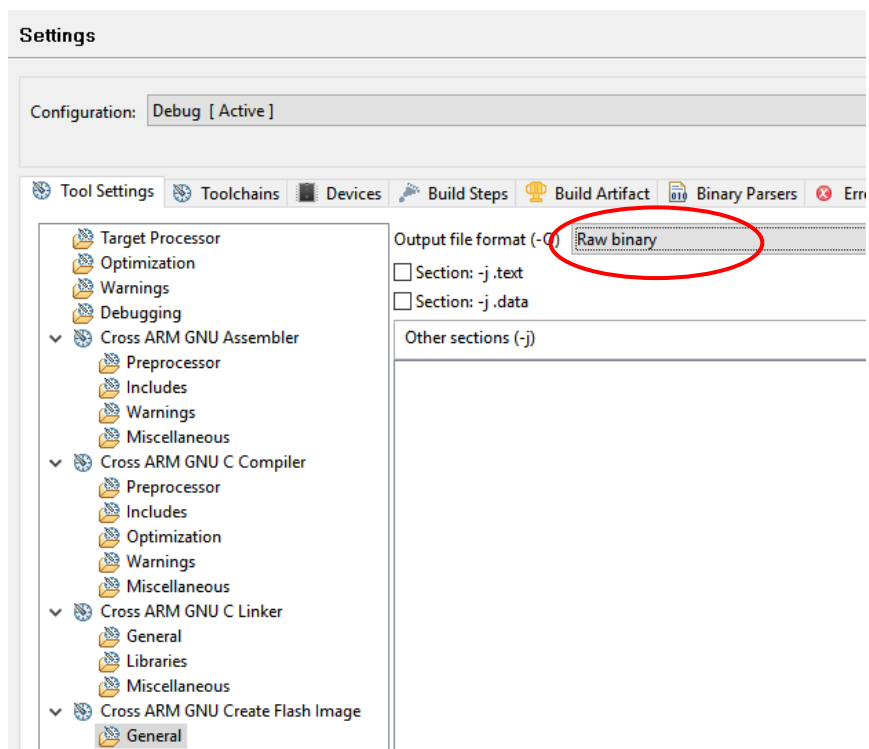 Settings
Configuration: Debug [ Active ]
Tool Settings Toolchains Devices Build Steps Build Artifact Binary Parsers
Target Processor
Optimization
Warnings
Debugging
Cross ARM GNU Assembler
Preprocessor
Includes
Warnings
Miscellaneous
Cross ARM GNU C Compiler
Preprocessor
Includes
Optimization
Warnings
Miscellaneous
Cross ARM GNU C Linker
General
Libraries
Miscellaneous
Cross ARM GNU Create Flash Image
General
Output file format (-O) Raw binary
Section: -j .text
Section: -j .data
Other sections (-j)